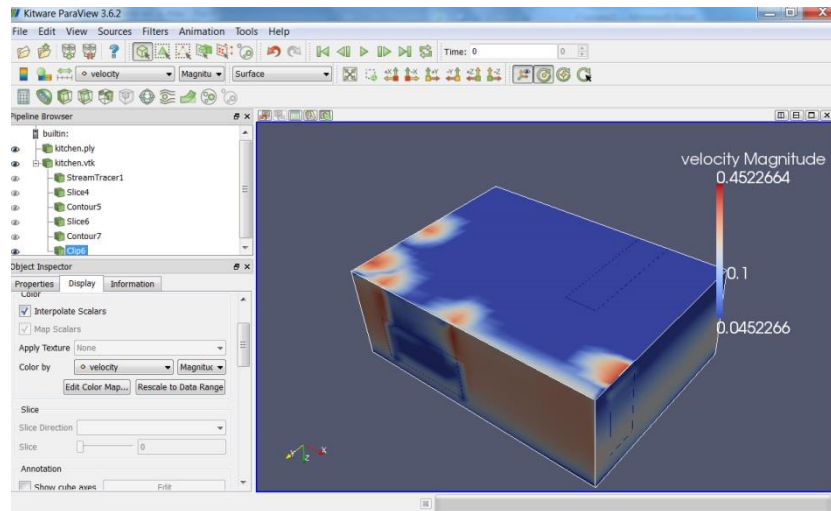 Kitware ParaView 3.6.2
File Edit View Sources Filters Animation Tools Help
Time: 0 0
velocity Magnitu Surface
Pipeline Browser
builtin:
kitchen.ply
kitchen.vtk
StreamTracer1
Slice4
Contour5
Slice6
Contour7
Clip6
Object Inspector
Properties Display Information
Color
Interpolate Scalars
Map Scalars
Apply Texture None
Color by velocity Magnituc
Edit Color Map... Rescale to Data Range
Slice
Slice Direction
Slice 0
Annotation
Show cube axes Edit
velocity Magnitude
0.4522664
0.1
0.0452266
Y Z X